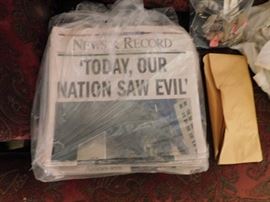 NEWS & RECORD
'TODAY, OUR
NATION SAW EVIL'